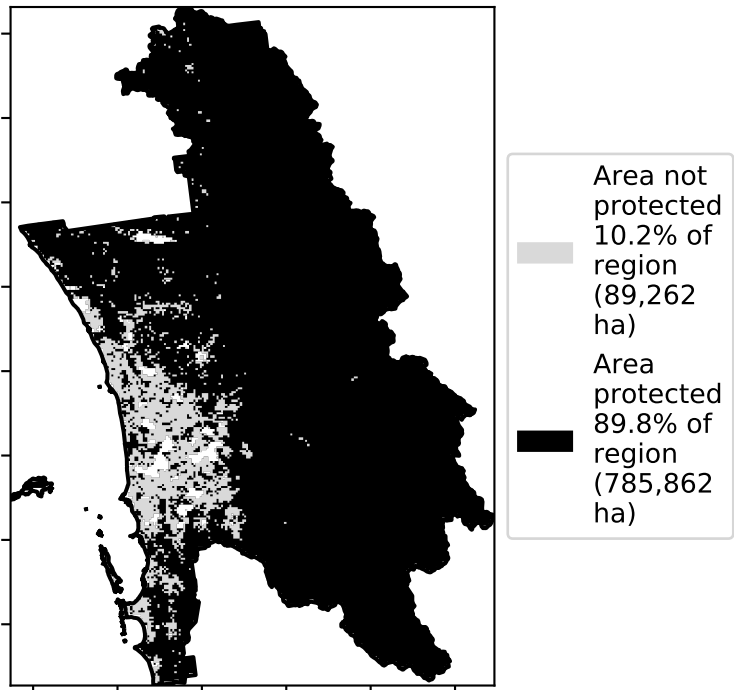 Area not
protected
10.2% of
region
(89,262
ha)
Area
protected
89.8% of
region
(785,862
ha)